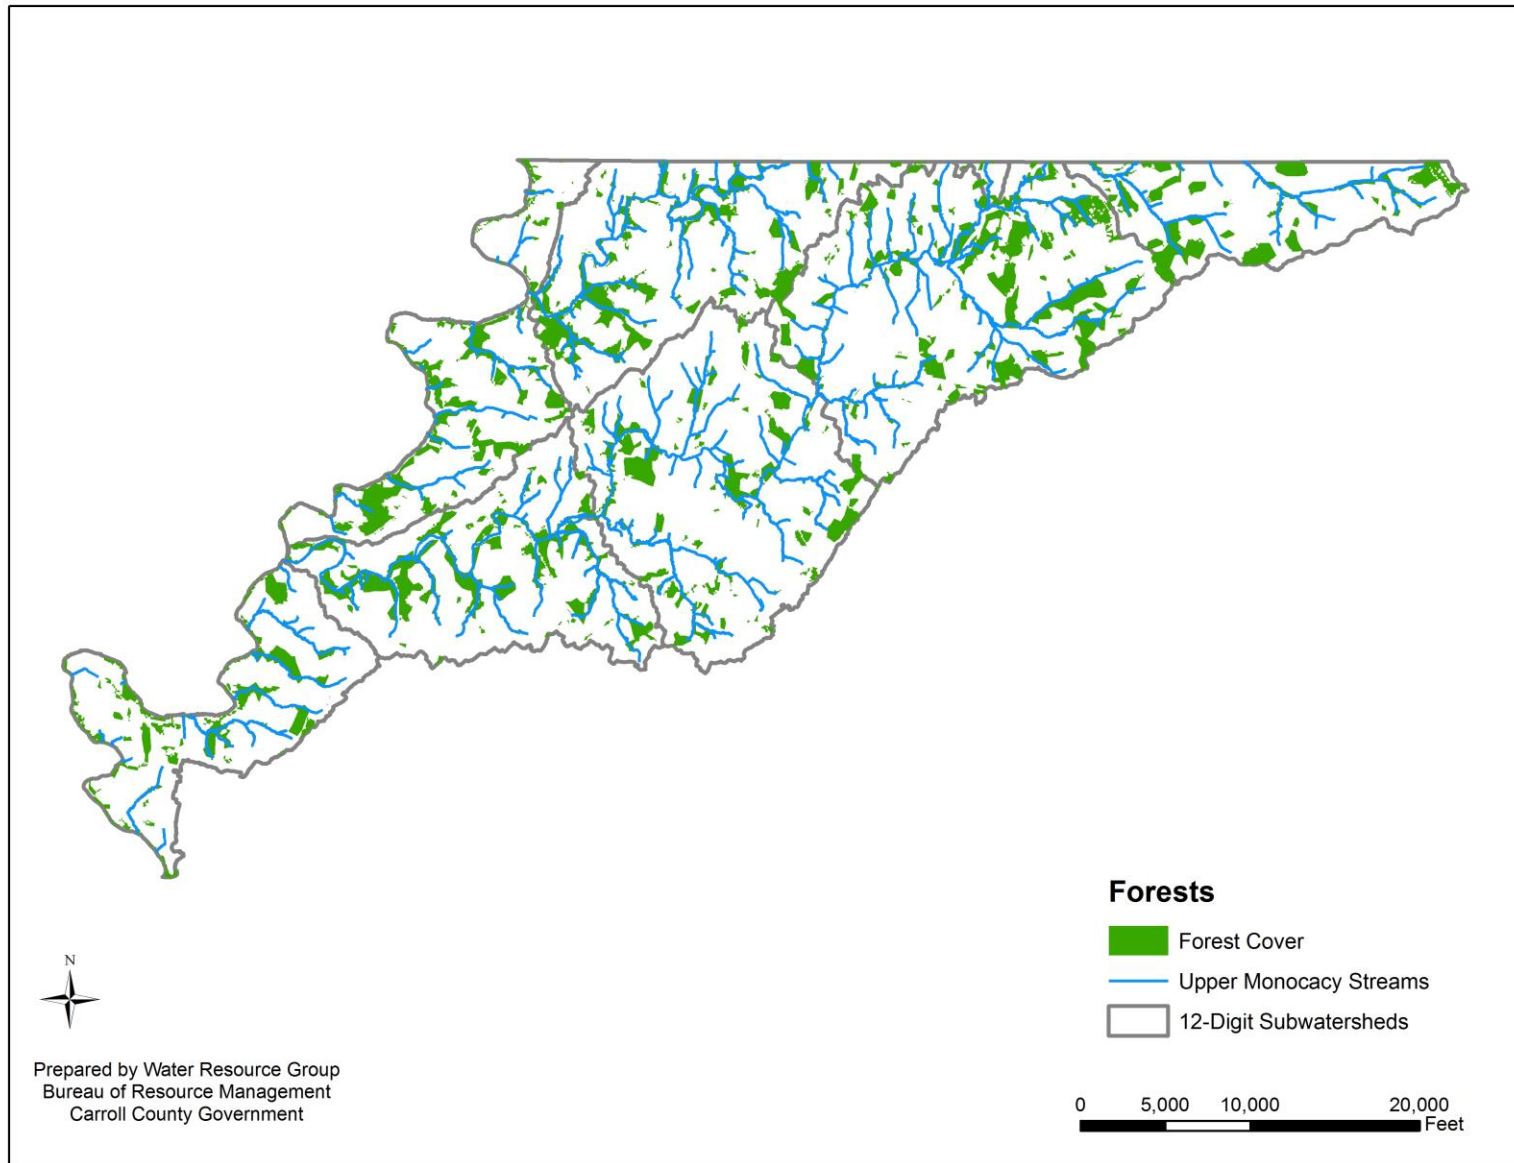 Forests
Forest Cover
Upper Monocacy Streams
12-Digit Subwatersheds
N
Prepared by Water Resource Group
Bureau of Resource Management
Carroll County Government
0 5,000 10,000 20,000
Feet